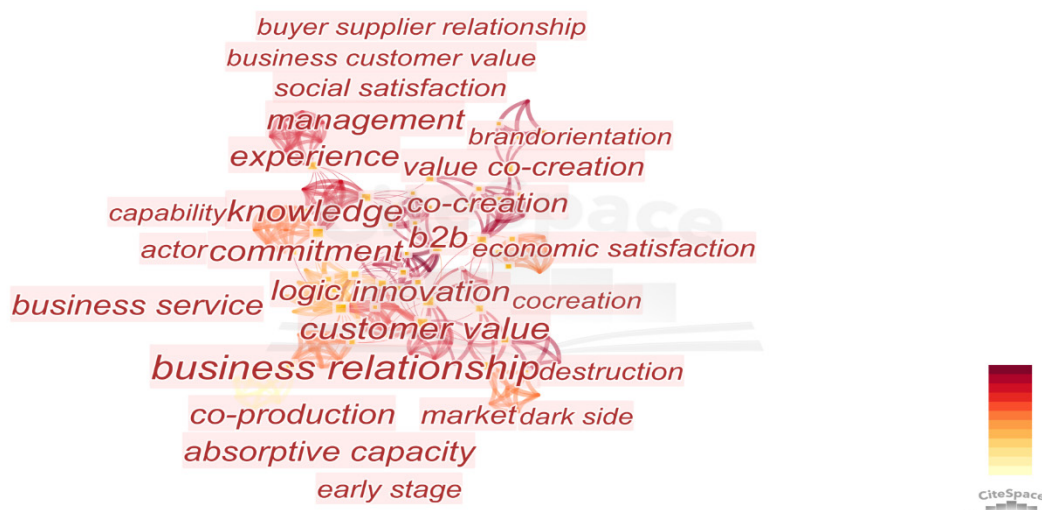 buyer supplier relationship
business customer value
social satisfaction
management
brandorientation
experience value co-creation
capability knowledge co-creation
actor commitment b2b economic satisfaction
business service logic innovation cocreation
customer value
business relationship destruction
co-production market dark side
absorptive capacity
early stage
CiteSpace